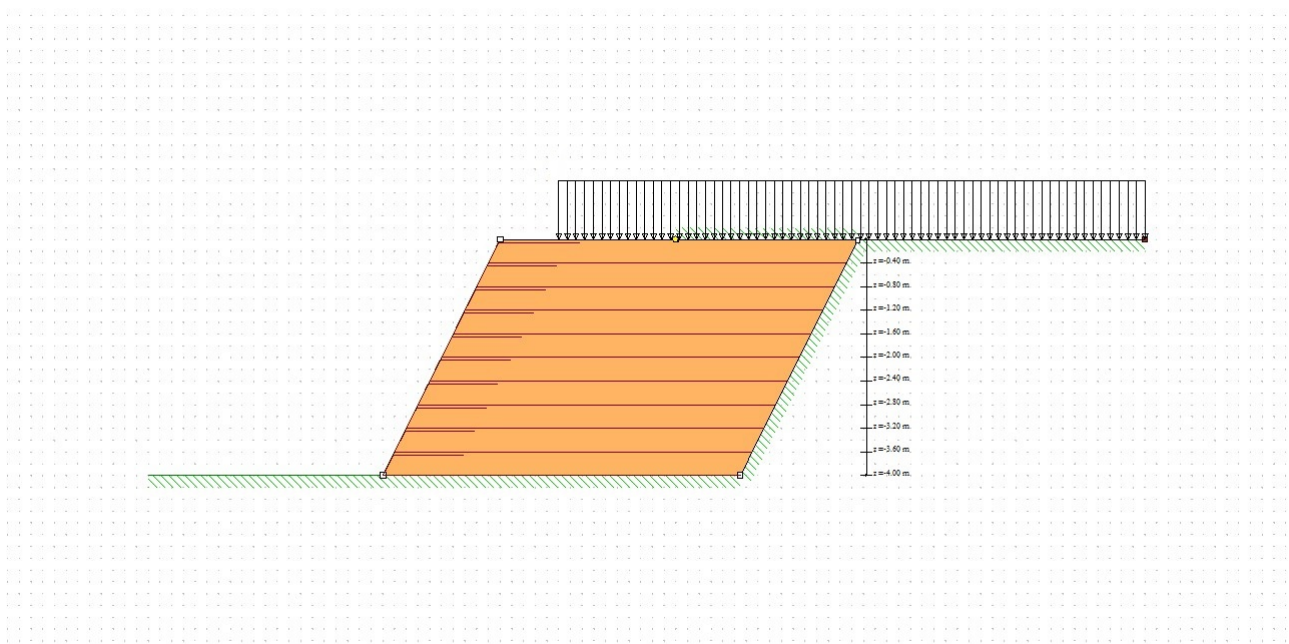 z =-0.40 m.
z =-0.80 m.
z =-1.20 m.
z =-1.60 m.
z =-2.00 m.
z =-2.40 m.
z =-2.80 m.
z =-3.20 m.
z =-3.60 m.
z =-4.00 m.